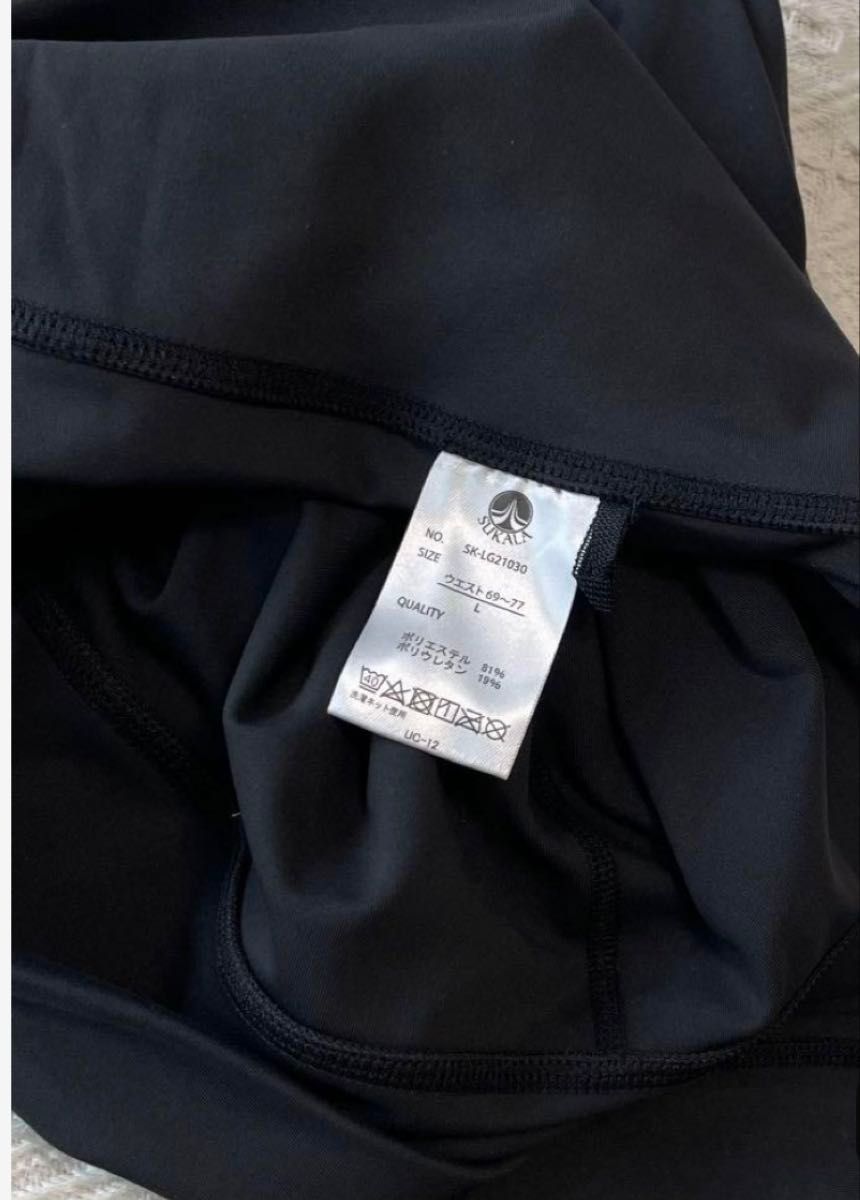 SUKALA
NO. SK-LG21030
SIZE
ウエスト69～77
L
QUALITY
ポリエステル 81%
ポリウレタン 19%
40
洗濯ネット使用
UC-12